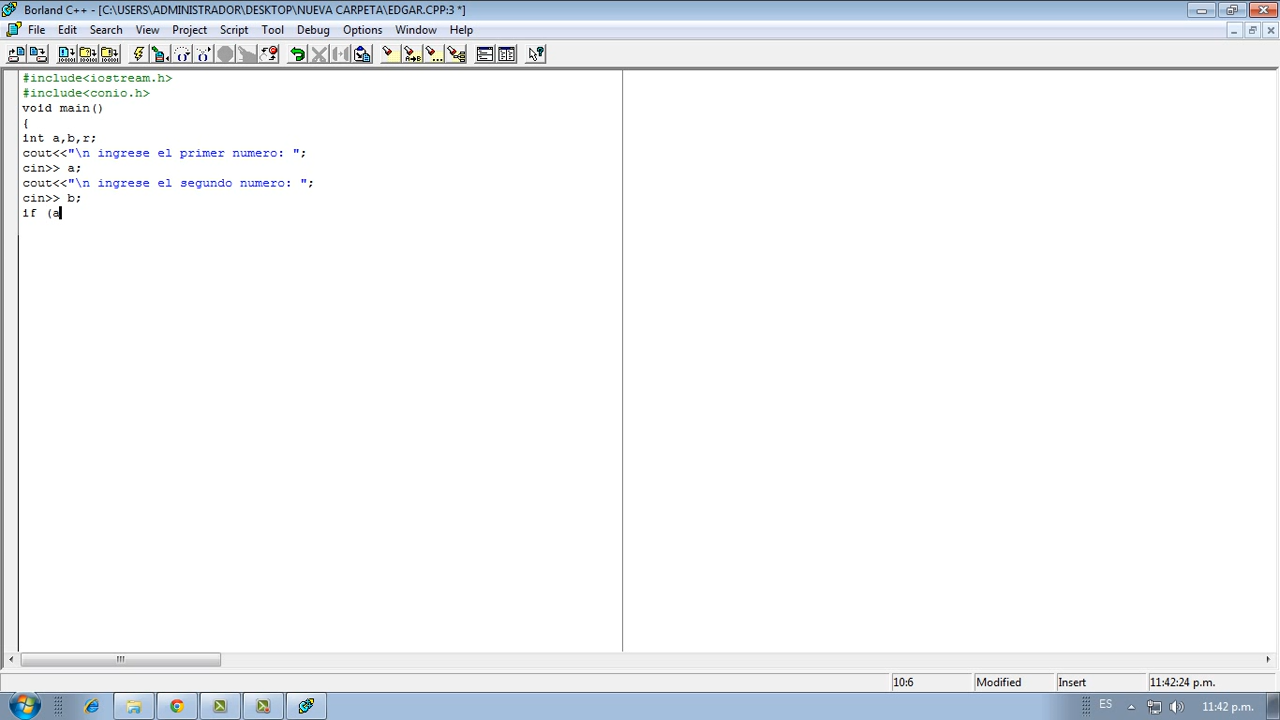 Borland C++ - [C:\USERS\ADMINISTRADOR\DESKTOP\NUEVA CARPETA\EDGAR.CPP:3 *]
File Edit Search View Project Script Tool Debug Options Window Help
#include<iostream.h>
#include<conio.h>
void main()
{
int a,b,r;
cout<<"\n ingrese el primer numero: ";
cin>> a;
cout<<"\n ingrese el segundo numero: ";
cin>> b;
if (a
10:6 Modified Insert 11:42:24 p.m.
ES 11:42 p.m.